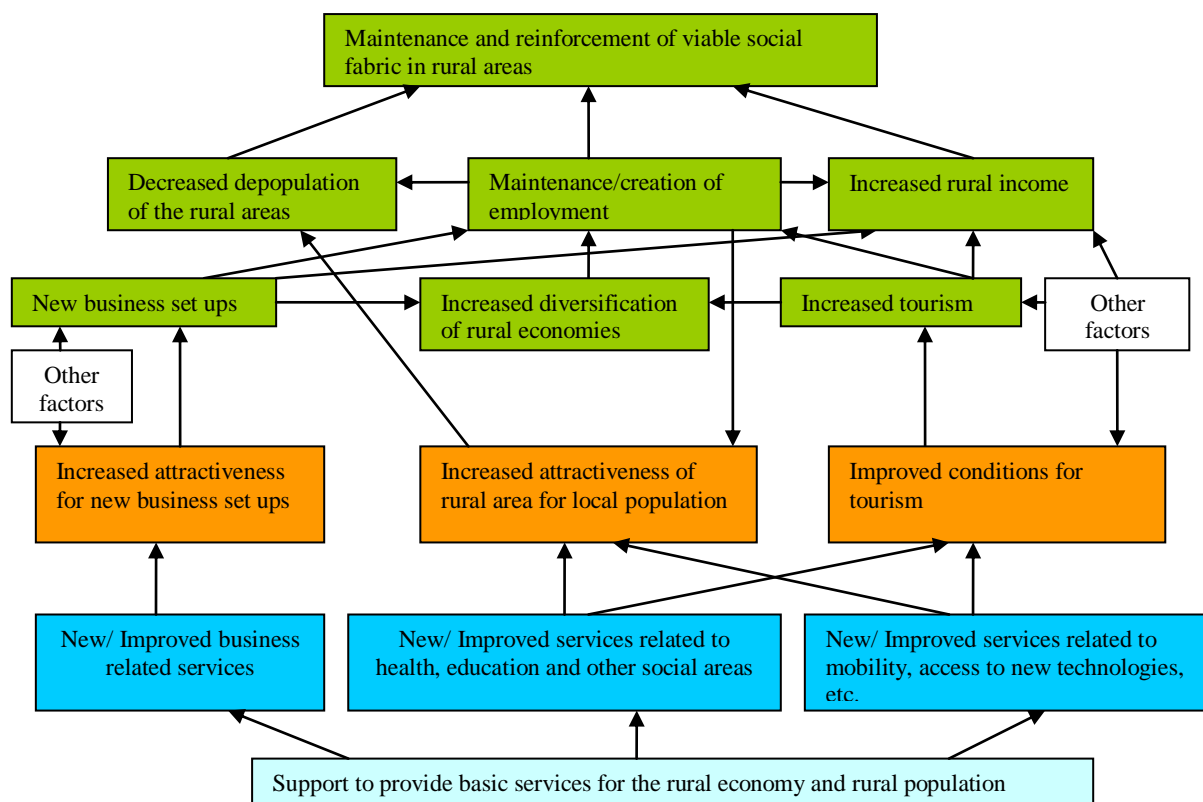 Maintenance and reinforcement of viable social
fabric in rural areas
Decreased depopulation
of the rural areas
Maintenance/creation of
employment
Increased rural income
New business set ups
Increased diversification
of rural economies
Increased tourism
Other
factors
Other
factors
Increased attractiveness
for new business set ups
Increased attractiveness of
rural area for local population
Improved conditions for
tourism
New/ Improved business
related services
New/ Improved services related to
health, education and other social areas
New/ Improved services related to
mobility, access to new technologies,
etc.
Support to provide basic services for the rural economy and rural population